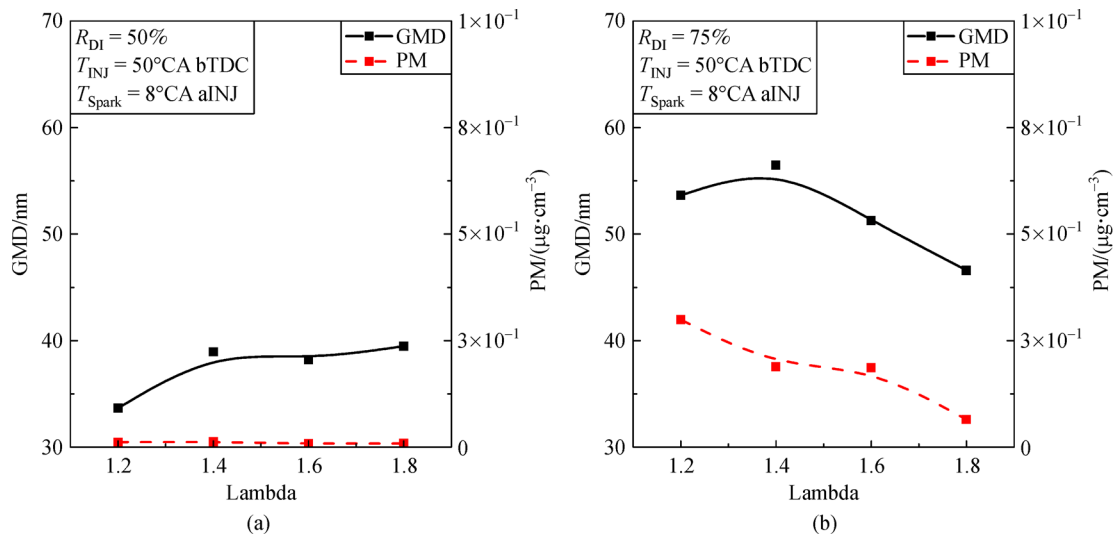 R_DI = 50%
T_INJ = 50°CA bTDC
T_Spark = 8°CA aINJ
GMD
PM
70
60
50
40
30
GMD/nm
1×10⁻¹
8×10⁻¹
5×10⁻¹
3×10⁻¹
0
PM/(μg·cm⁻³)
1.2 1.4 1.6 1.8
Lambda
(a)
R_DI = 75%
T_INJ = 50°CA bTDC
T_Spark = 8°CA aINJ
GMD
PM
70
60
50
40
30
GMD/nm
1×10⁻¹
8×10⁻¹
5×10⁻¹
3×10⁻¹
0
PM/(μg·cm⁻³)
1.2 1.4 1.6 1.8
Lambda
(b)